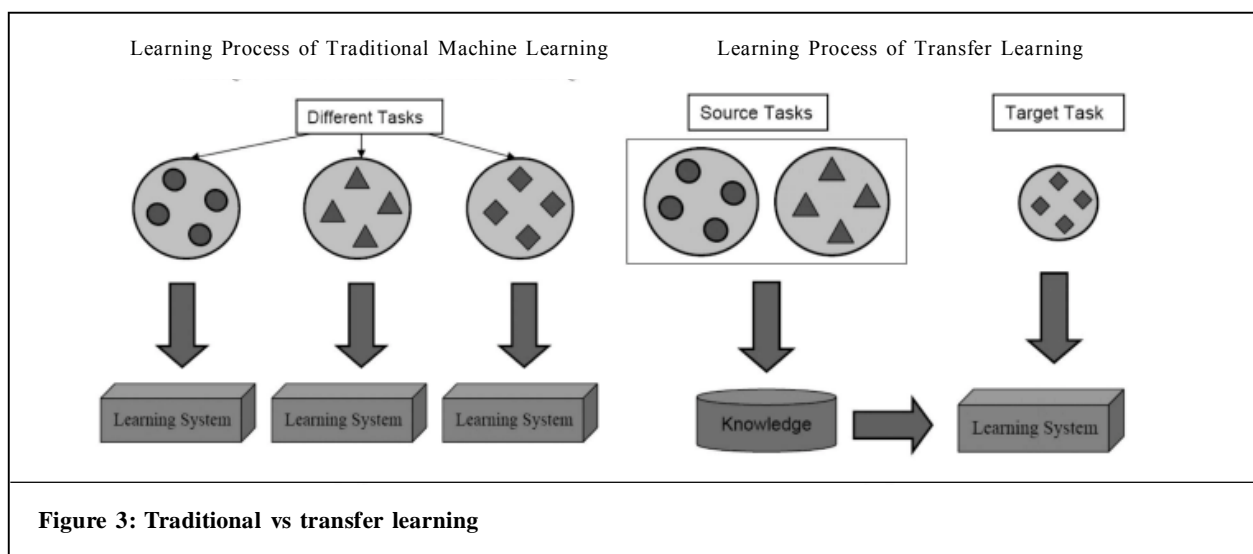 Learning Process of Traditional Machine Learning
Learning Process of Transfer Learning
Different Tasks
Source Tasks
Target Task
Learning System
Learning System
Learning System
Knowledge
Learning System
Figure 3: Traditional vs transfer learning